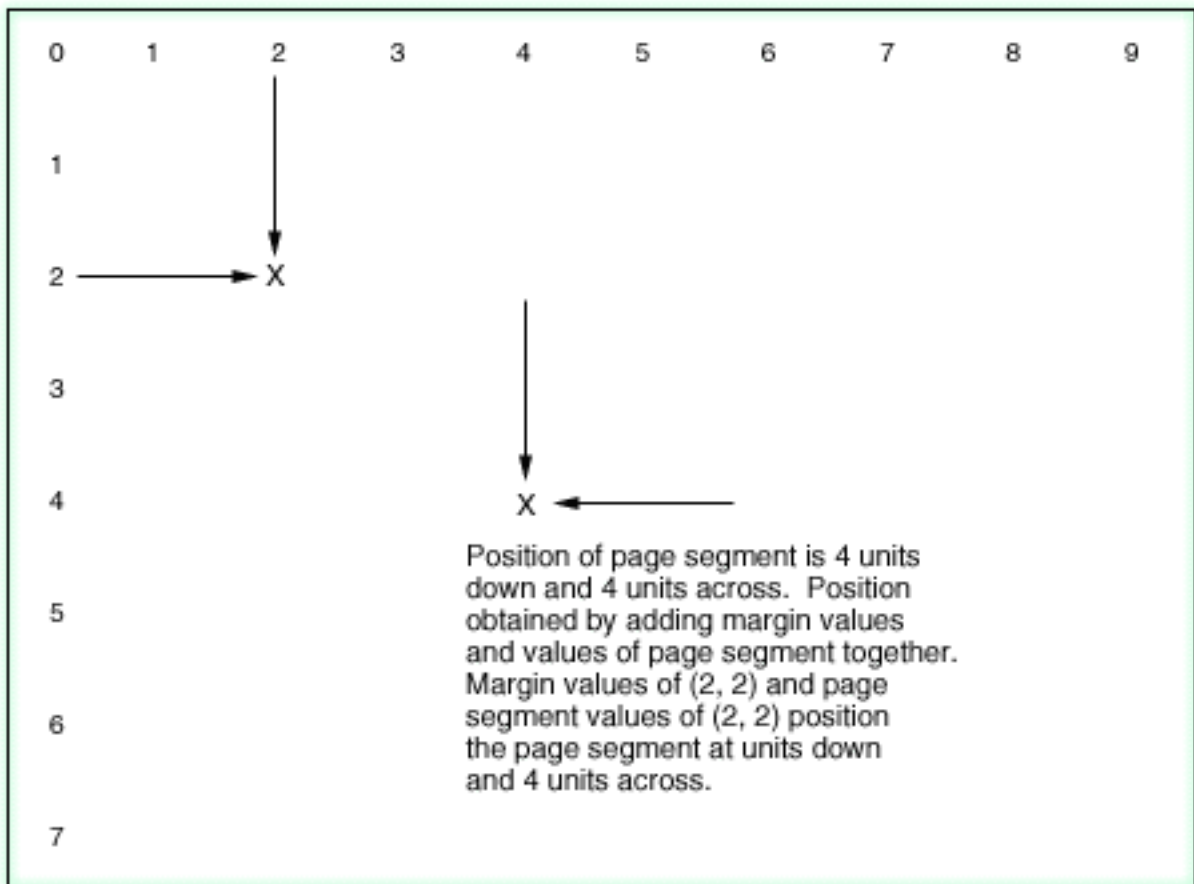 0 1 2 3 4 5 6 7 8 9
1
2 X
3
4 X
Position of page segment is 4 units
down and 4 units across. Position
5
obtained by adding margin values
and values of page segment together.
Margin values of (2, 2) and page
6
segment values of (2, 2) position
the page segment at units down
and 4 units across.
7